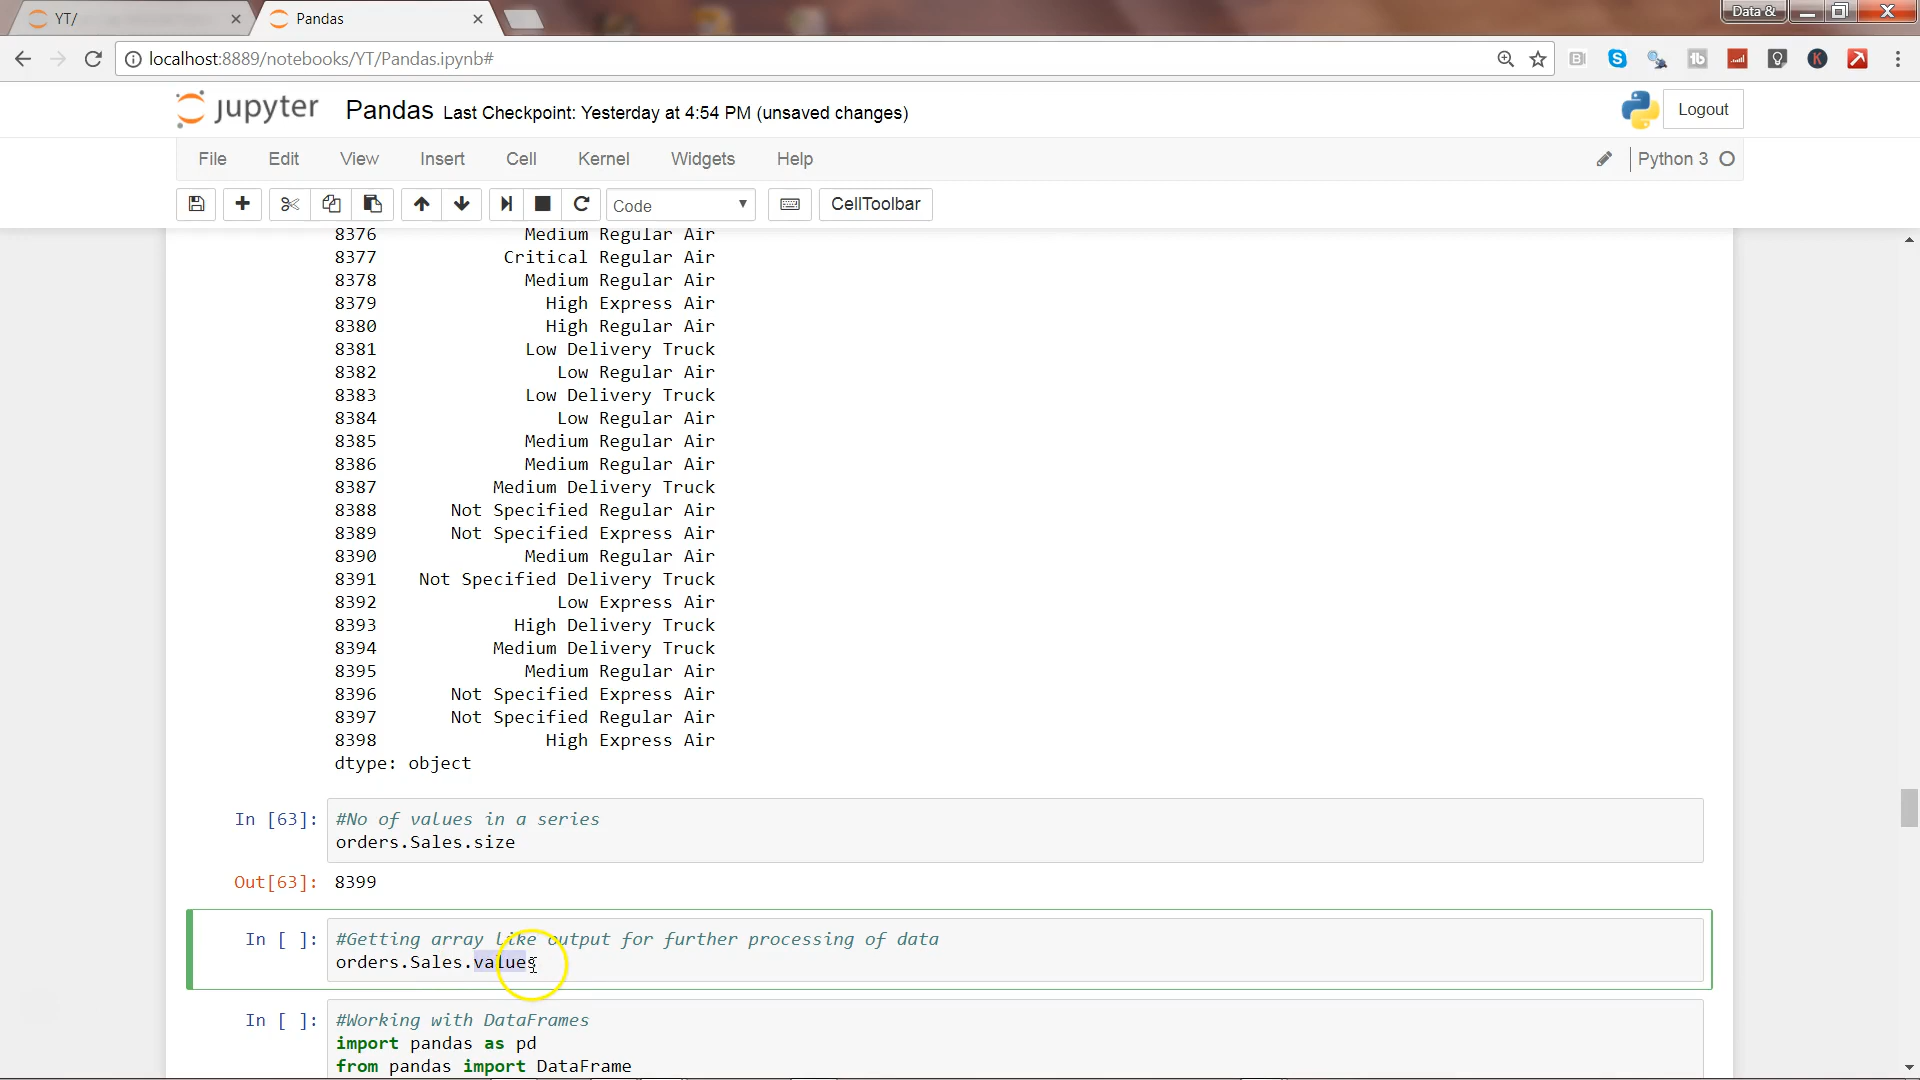 YT/
Pandas
Data &
localhost:8889/notebooks/YT/Pandas.ipynb#
jupyter Pandas Last Checkpoint: Yesterday at 4:54 PM (unsaved changes)
Logout
File Edit View Insert Cell Kernel Widgets Help
Python 3
Code
CellToolbar
8376 Medium Regular Air
8377 Critical Regular Air
8378 Medium Regular Air
8379 High Express Air
8380 High Regular Air
8381 Low Delivery Truck
8382 Low Regular Air
8383 Low Delivery Truck
8384 Low Regular Air
8385 Medium Regular Air
8386 Medium Regular Air
8387 Medium Delivery Truck
8388 Not Specified Regular Air
8389 Not Specified Express Air
8390 Medium Regular Air
8391 Not Specified Delivery Truck
8392 Low Express Air
8393 High Delivery Truck
8394 Medium Delivery Truck
8395 Medium Regular Air
8396 Not Specified Express Air
8397 Not Specified Regular Air
8398 High Express Air
dtype: object
In [63]: #No of values in a series
orders.Sales.size
Out[63]: 8399
In [ ]: #Getting array like output for further processing of data
orders.Sales.values
In [ ]: #Working with DataFrames
import pandas as pd
from pandas import DataFrame